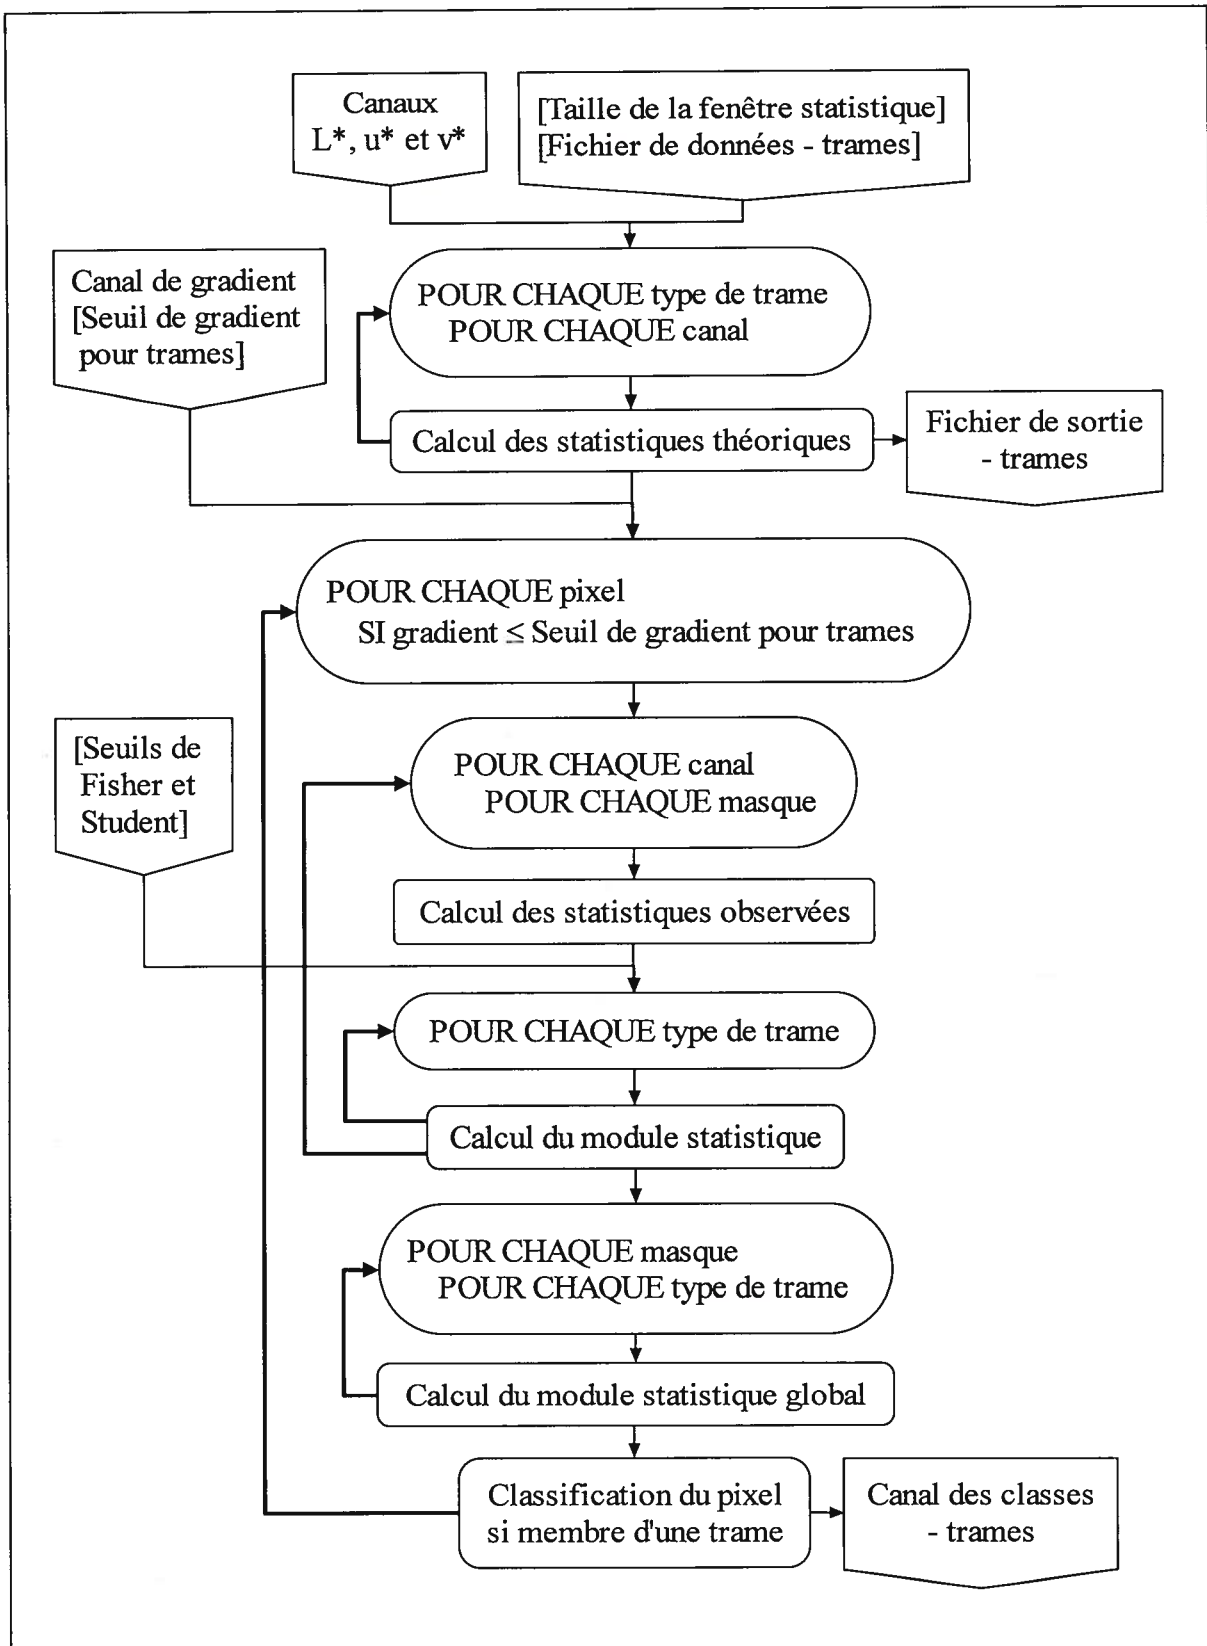 Canaux
L*, u* et v*
[Taille de la fenêtre statistique]
[Fichier de données - trames]
Canal de gradient
[Seuil de gradient
pour trames]
POUR CHAQUE type de trame
POUR CHAQUE canal
Calcul des statistiques théoriques
Fichier de sortie
- trames
POUR CHAQUE pixel
SI gradient ≤ Seuil de gradient pour trames
[Seuils de
Fisher et
Student]
POUR CHAQUE canal
POUR CHAQUE masque
Calcul des statistiques observées
POUR CHAQUE type de trame
Calcul du module statistique
POUR CHAQUE masque
POUR CHAQUE type de trame
Calcul du module statistique global
Classification du pixel
si membre d'une trame
Canal des classes
- trames